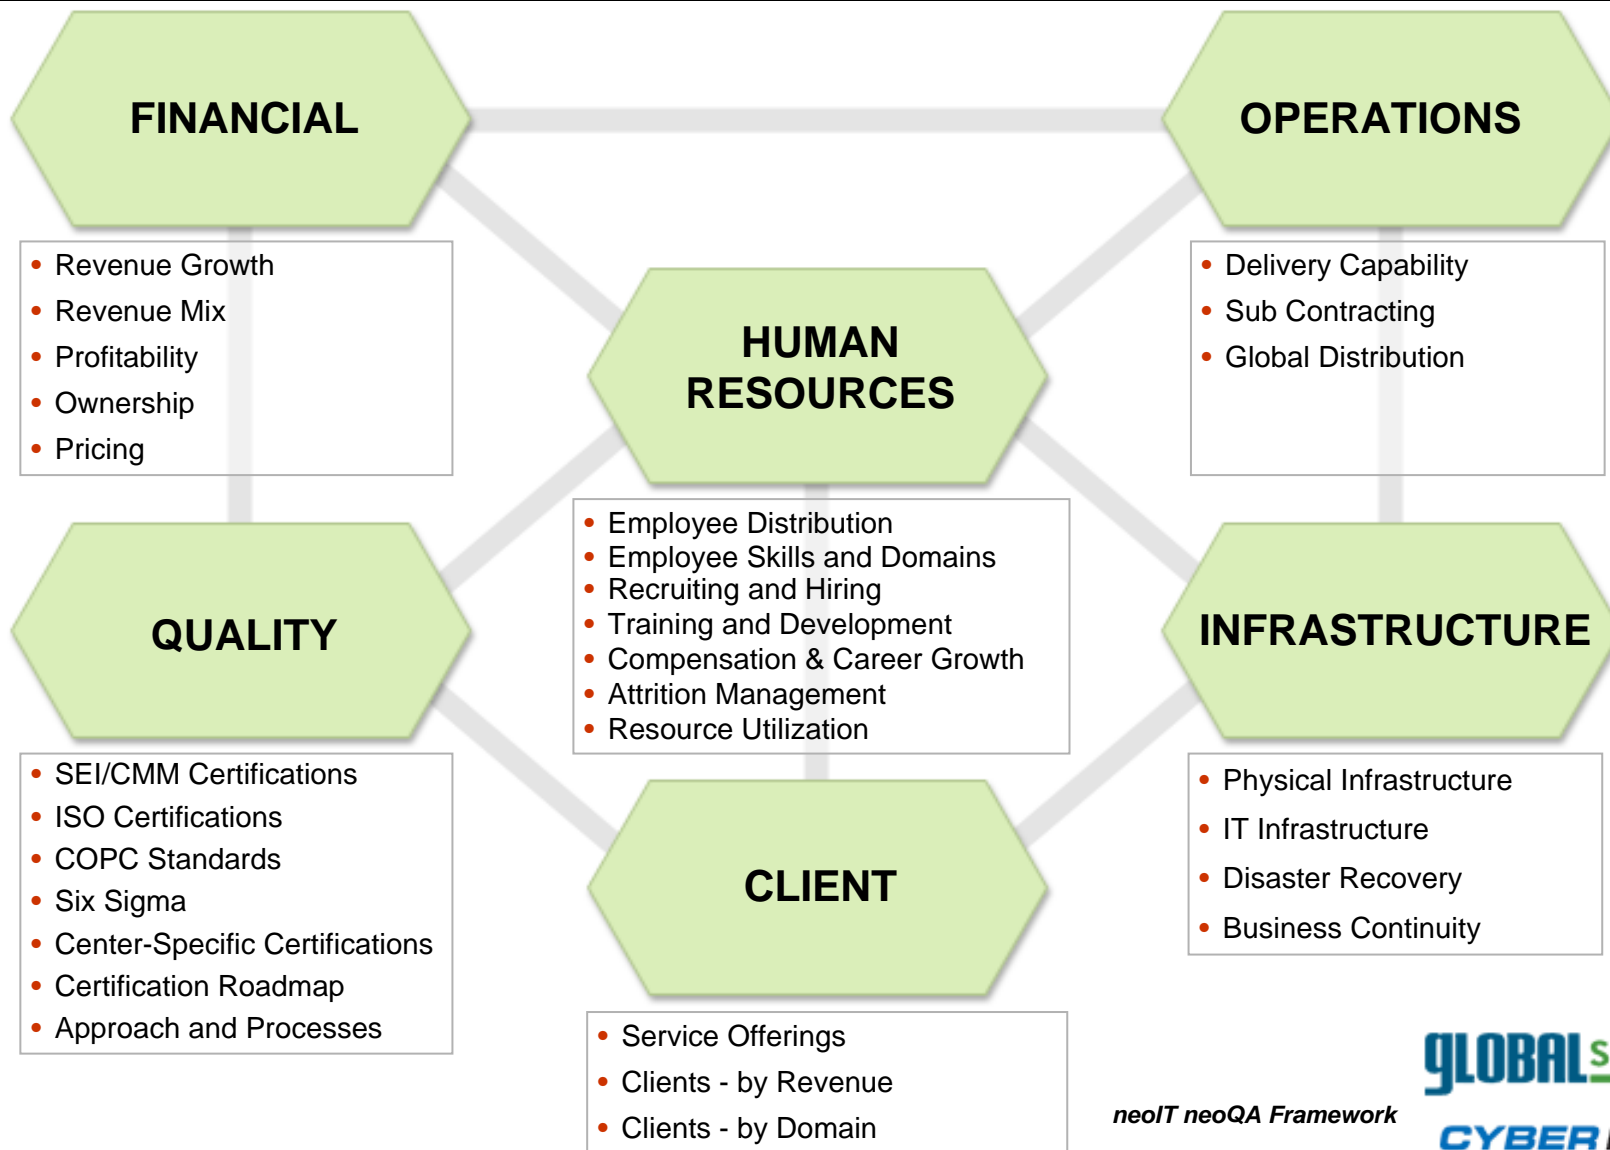 FINANCIAL
OPERATIONS
• Revenue Growth
• Revenue Mix
• Profitability
• Ownership
• Pricing
• Delivery Capability
• Sub Contracting
• Global Distribution
HUMAN
RESOURCES
• Employee Distribution
• Employee Skills and Domains
• Recruiting and Hiring
• Training and Development
• Compensation & Career Growth
• Attrition Management
• Resource Utilization
QUALITY
INFRASTRUCTURE
• SEI/CMM Certifications
• ISO Certifications
• COPC Standards
• Six Sigma
• Center-Specific Certifications
• Certification Roadmap
• Approach and Processes
• Physical Infrastructure
• IT Infrastructure
• Disaster Recovery
• Business Continuity
CLIENT
• Service Offerings
• Clients - by Revenue
• Clients - by Domain
neoIT neoQA Framework
gLOBAL
CYBER